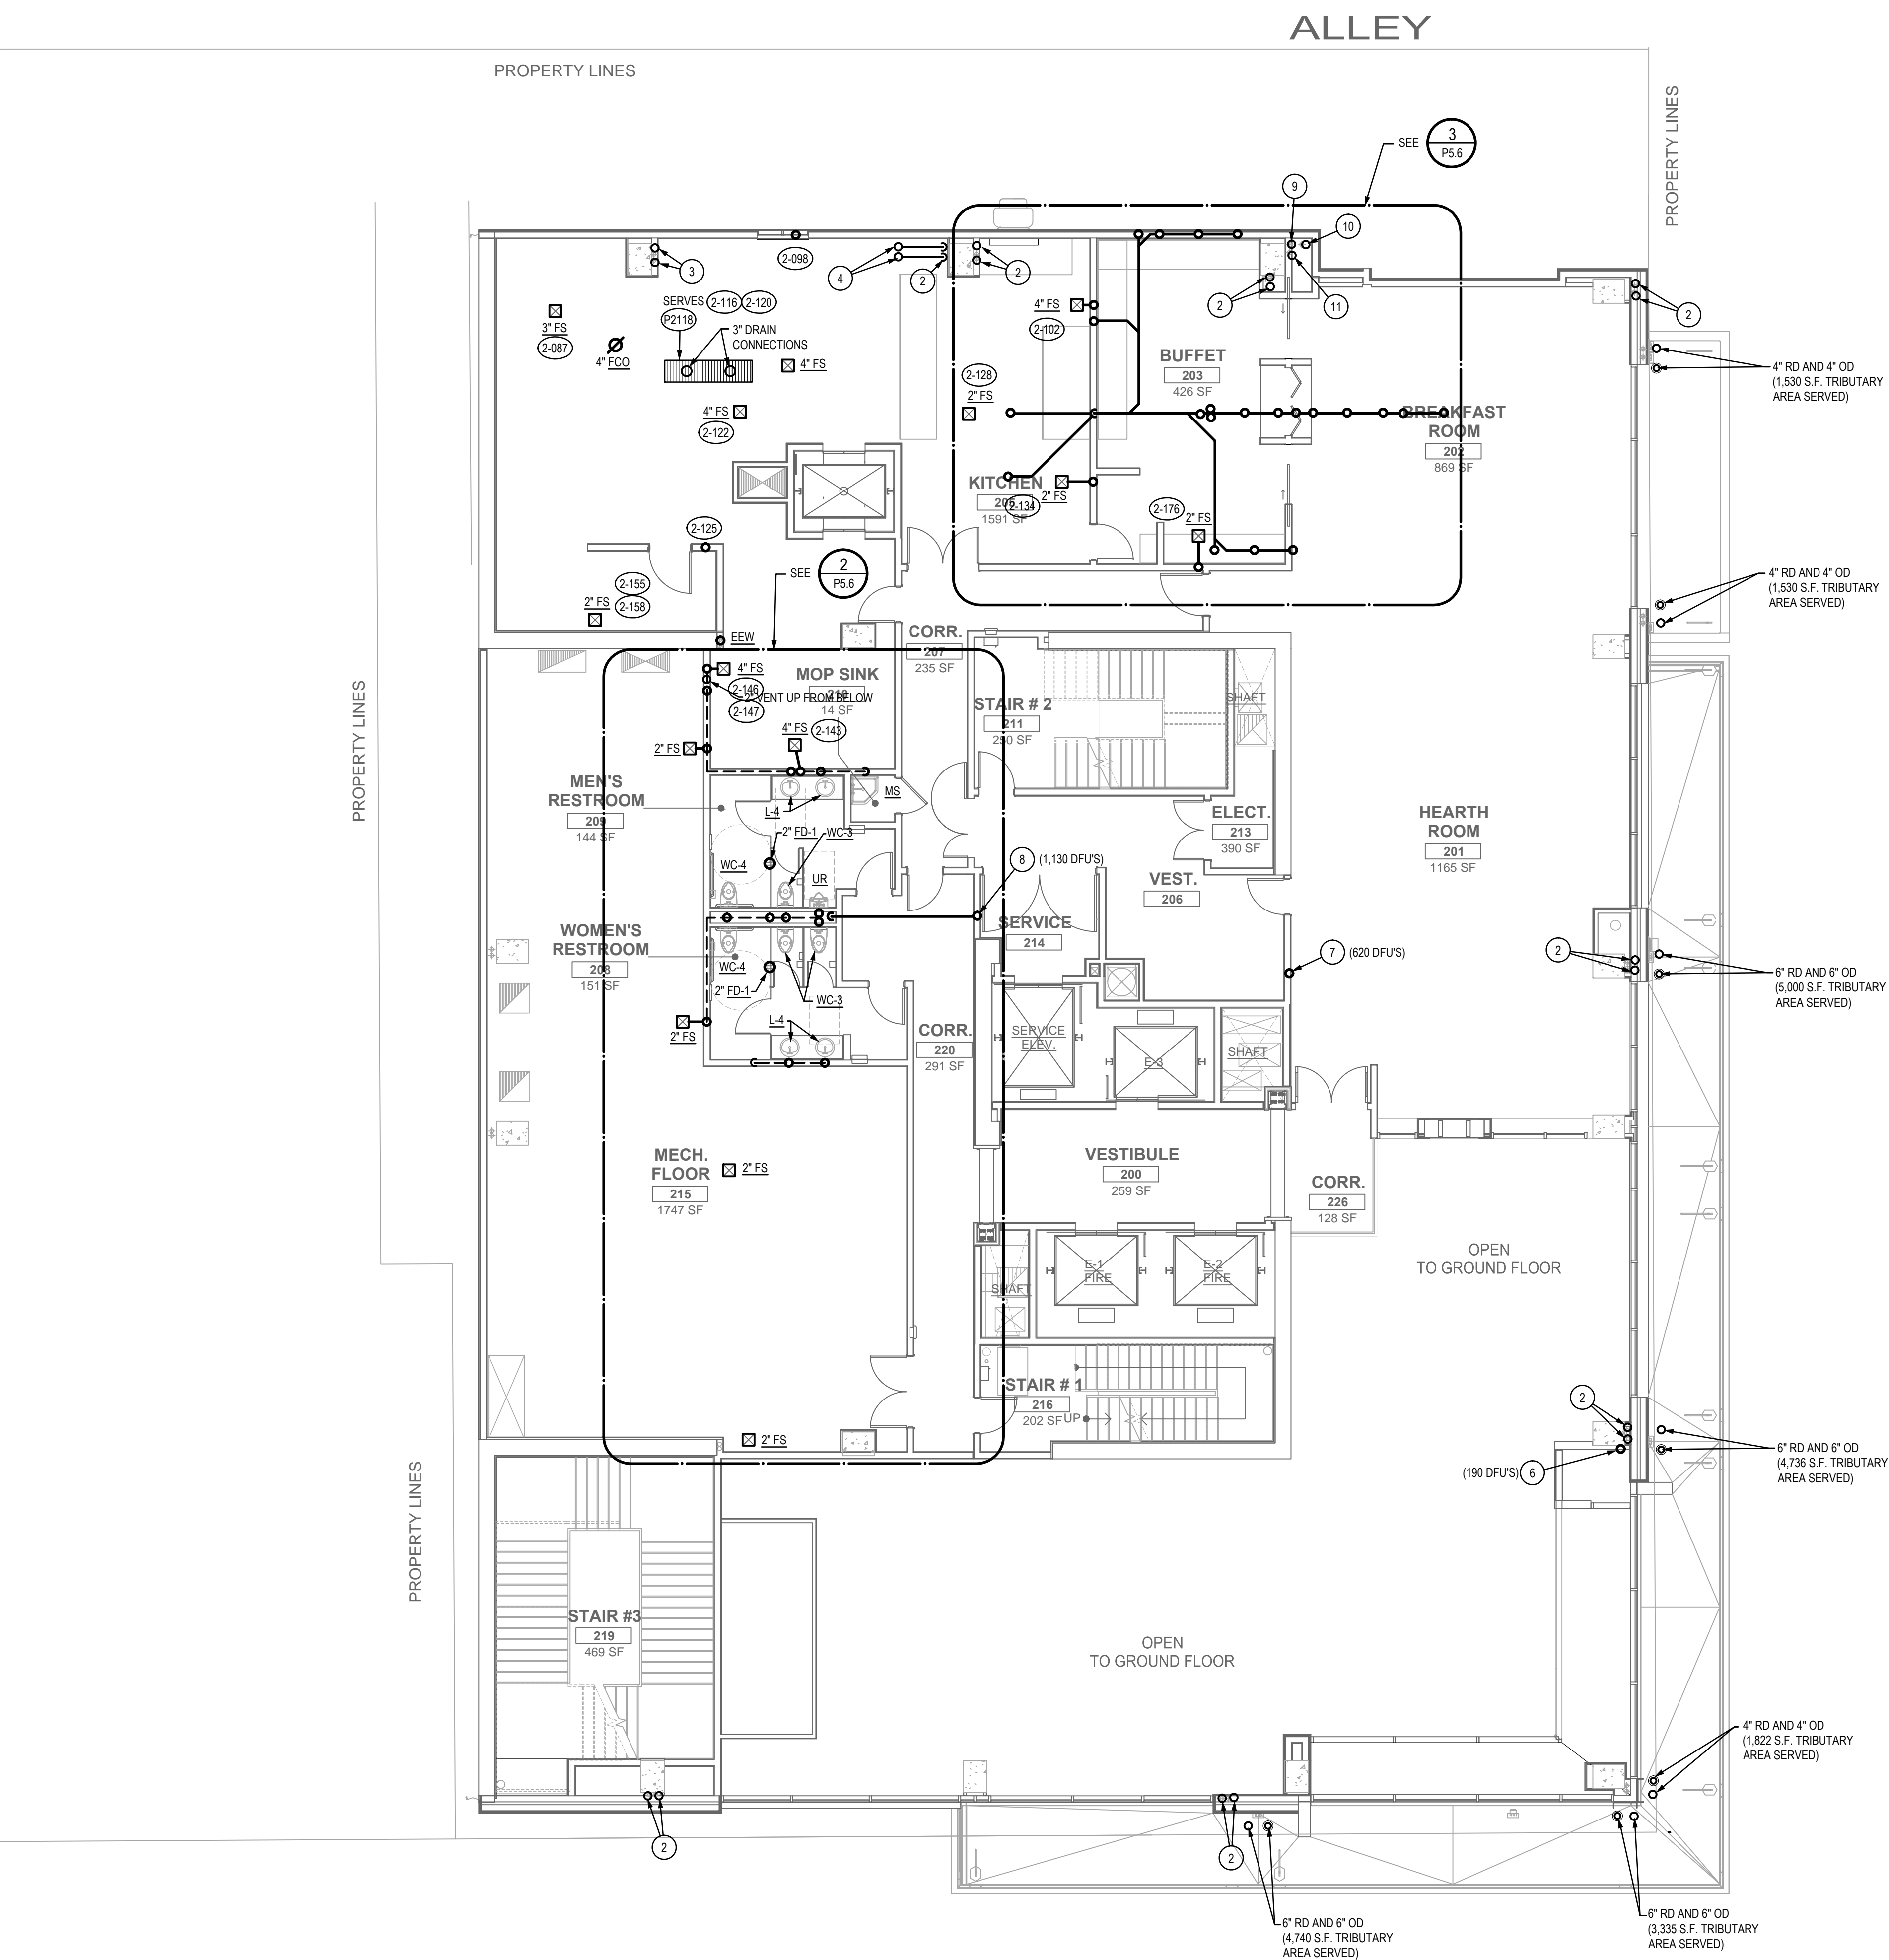 ALLEY
PROPERTY LINES
PROPERTY LINES
SEE
3
P5.6
9
10
2-098
3
4
2
2
2
11
2
SERVES 2-116 2-120
P2118
3" DRAIN
CONNECTIONS
3" FS
2-087
4" FCO
4" FS
4" FS
2-122
4" FS
2-102
2-128
2" FS
BUFFET
203
426 SF
BREAKFAST
ROOM
202
869 SF
4" RD AND 4" OD
(1,530 S.F. TRIBUTARY
AREA SERVED)
KITCHEN
1591 SF
2-134
2" FS
2-176
2" FS
2-125
SEE
2
P5.6
2-155
2" FS
2-158
4" RD AND 4" OD
(1,530 S.F. TRIBUTARY
AREA SERVED)
EEW
CORR.
207
235 SF
4" FS
2-146
2" VENT UP FROM BELOW
2-147
MOP SINK
14 SF
4" FS
2-143
2" FS
STAIR # 2
211
250 SF
SHAFT
PROPERTY LINES
MEN'S
RESTROOM
209
144 SF
L-4
MS
2" FD-1
WC-3
WC-4
UR
8
(1,130 DFU'S)
ELECT.
213
390 SF
HEARTH
ROOM
201
1165 SF
VEST.
206
SERVICE
214
WOMEN'S
RESTROOM
208
151 SF
WC-4
2" FD-1
WC-3
L-4
2" FS
7
(620 DFU'S)
2
6" RD AND 6" OD
(5,000 S.F. TRIBUTARY
AREA SERVED)
CORR.
220
291 SF
SERVICE
ELEV.
E-3
SHAFT
MECH.
FLOOR
215
1747 SF
2" FS
VESTIBULE
200
259 SF
CORR.
226
128 SF
OPEN
TO GROUND FLOOR
E-1
FIRE
E-2
FIRE
SHAFT
STAIR # 1
216
202 SF
UP
2" FS
2
(190 DFU'S)
6
6" RD AND 6" OD
(4,736 S.F. TRIBUTARY
AREA SERVED)
PROPERTY LINES
STAIR #3
219
469 SF
OPEN
TO GROUND FLOOR
4" RD AND 4" OD
(1,822 S.F. TRIBUTARY
AREA SERVED)
2
2
6" RD AND 6" OD
(4,740 S.F. TRIBUTARY
AREA SERVED)
6" RD AND 6" OD
(3,335 S.F. TRIBUTARY
AREA SERVED)